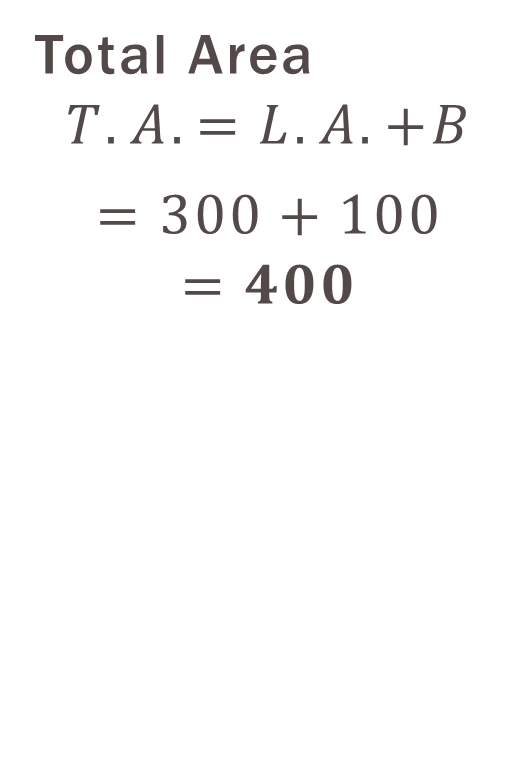 Total Area
T.A.= L.A.+B
= 300 + 100
= 400